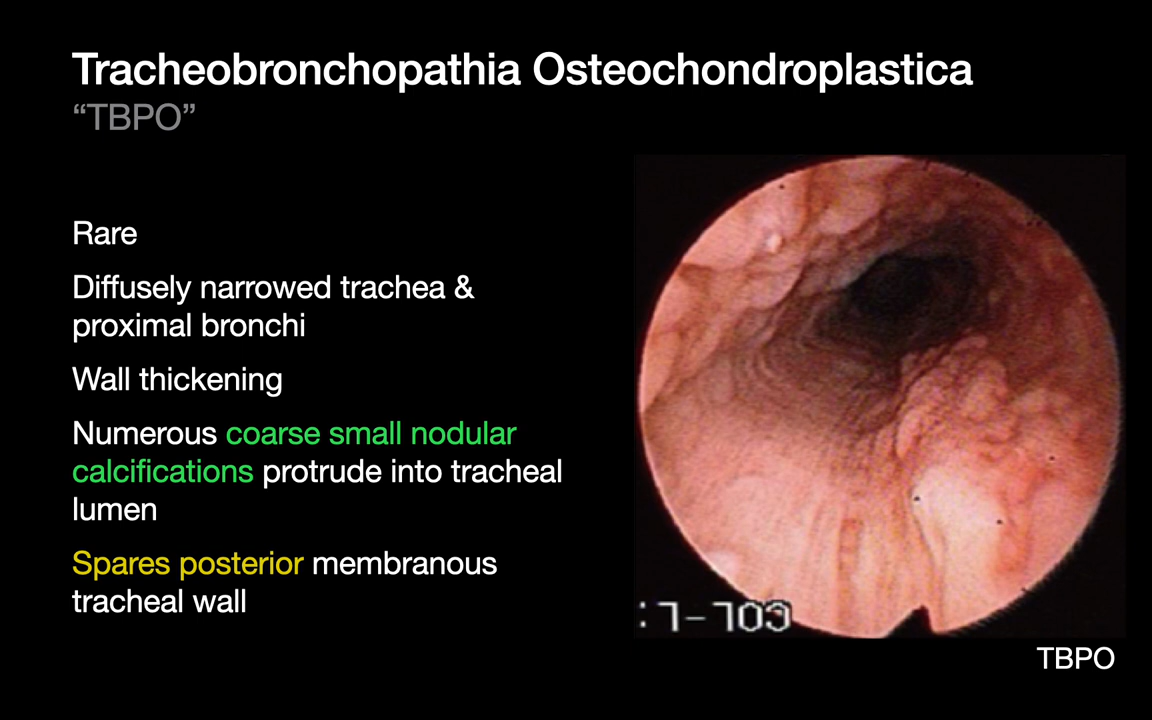 Tracheobronchopathia Osteochondroplastica
“TBPO”
Rare
Diffusely narrowed trachea &
proximal bronchi
Wall thickening
Numerous coarse small nodular
calcifications protrude into tracheal
lumen
Spares posterior membranous
tracheal wall
TBPO